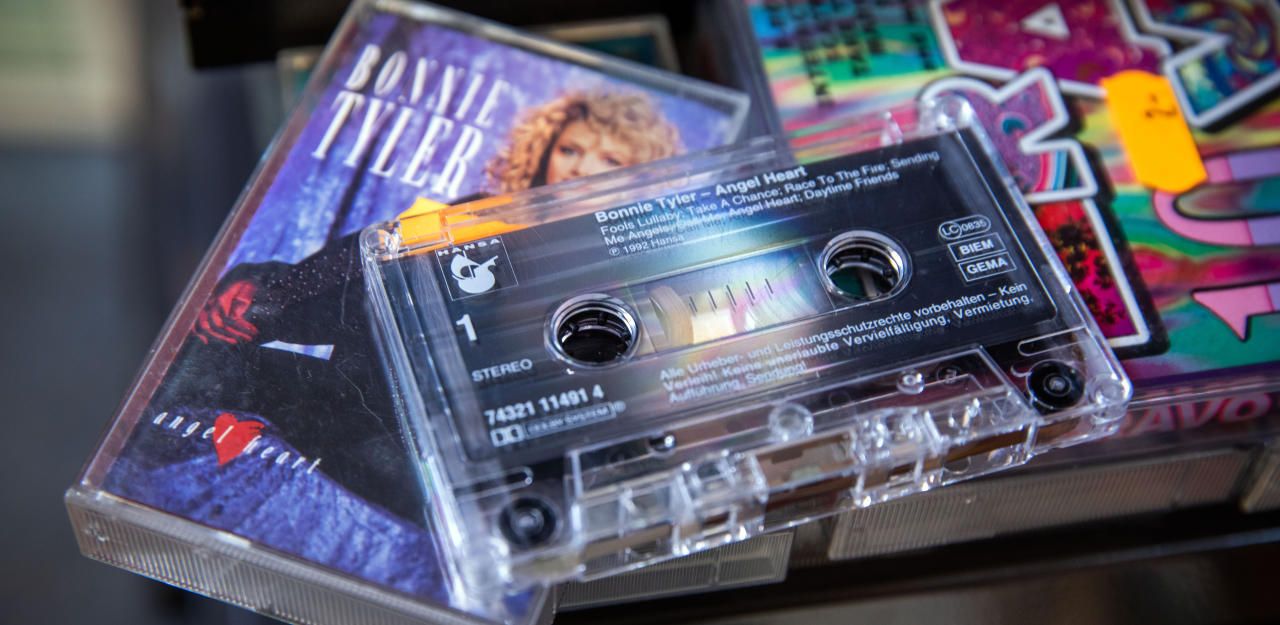 BONNIE
TYLER
angel heart
HANSA
Bonnie Tyler – Angel Heart
Fools Lullaby; Take A Chance; Race To The Fire; Sending
Me Angels; Call Me; Angel Heart; Daytime Friends
℗ 1992 Hansa
LC 0835
BIEM
GEMA
1
STEREO
Alle Urheber- und Leistungsschutzrechte vorbehalten – Kein
Verleih! Keine unerlaubte Vervielfältigung, Vermietung,
Aufführung, Sendung!
74321 11491 4